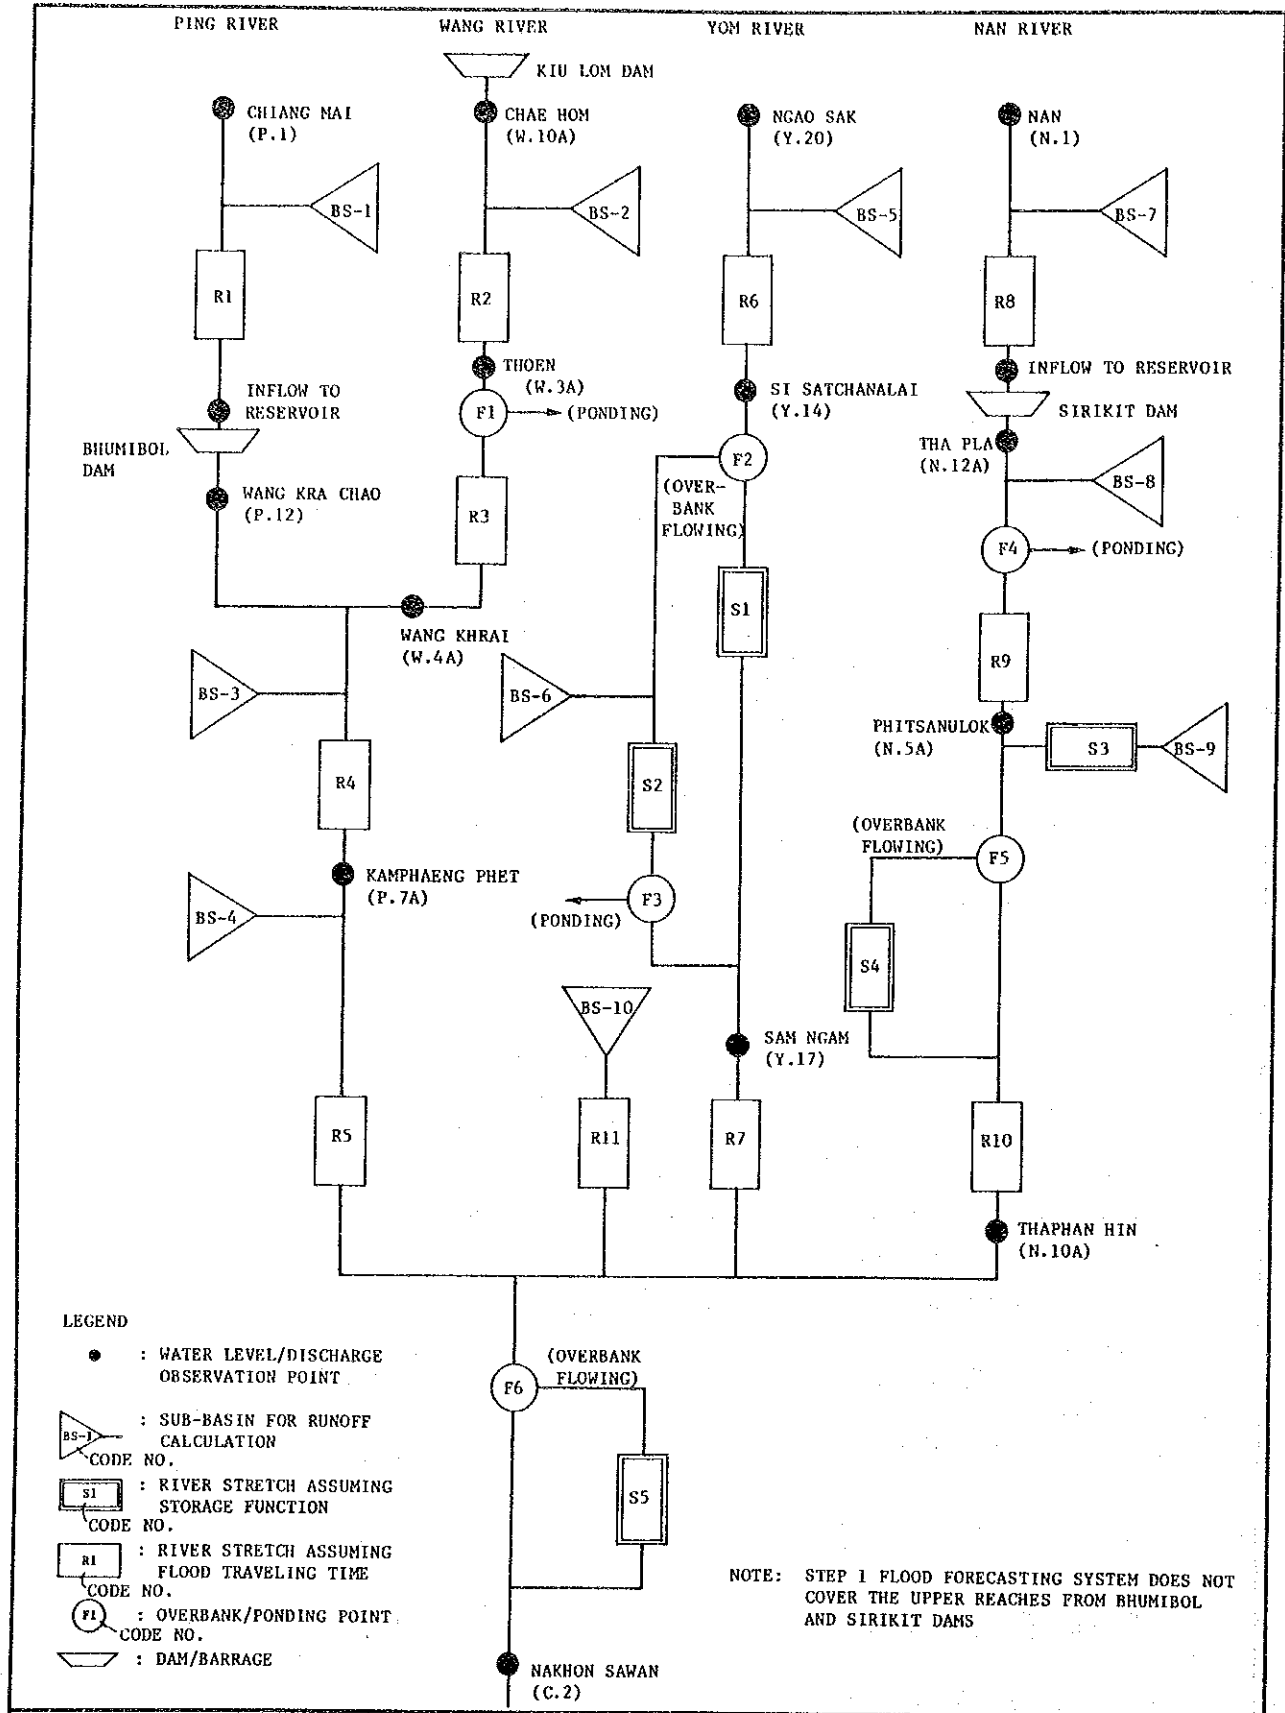 PING RIVER
WANG RIVER
YOM RIVER
NAN RIVER
KIU LOM DAM
CHIANG MAI
(P.1)
CHAE HOM
(W.10A)
NGAO SAK
(Y.20)
NAN
(N.1)
BS-1
BS-2
BS-5
BS-7
R1
R2
R6
R8
THOEN
(W.3A)
INFLOW TO
RESERVOIR
SI SATCHANALAI
(Y.14)
INFLOW TO RESERVOIR
F1
(PONDING)
SIRIKIT DAM
BHUMIBOL
DAM
THA PLA
(N.12A)
F2
BS-8
WANG KRA CHAO
(P.12)
(OVER-
BANK
FLOWING)
R3
F4
(PONDING)
S1
WANG KHRAI
(W.4A)
R9
BS-3
BS-6
PHITSANULOK
(N.5A)
S3
BS-9
R4
S2
(OVERBANK
FLOWING)
F5
KAMPHAENG PHET
(P.7A)
F3
BS-4
(PONDING)
S4
BS-10
SAM NGAM
(Y.17)
R5
R11
R7
R10
THAPHAN HIN
(N.10A)
LEGEND
: WATER LEVEL/DISCHARGE
OBSERVATION POINT
(OVERBANK
FLOWING)
F6
BS-1
: SUB-BASIN FOR RUNOFF
CALCULATION
CODE NO.
S1
: RIVER STRETCH ASSUMING
STORAGE FUNCTION
CODE NO.
S5
R1
: RIVER STRETCH ASSUMING
FLOOD TRAVELING TIME
CODE NO.
F1
: OVERBANK/PONDING POINT
CODE NO.
: DAM/BARRAGE
NOTE: STEP 1 FLOOD FORECASTING SYSTEM DOES NOT
COVER THE UPPER REACHES FROM BHUMIBOL
AND SIRIKIT DAMS
NAKHON SAWAN
(C.2)